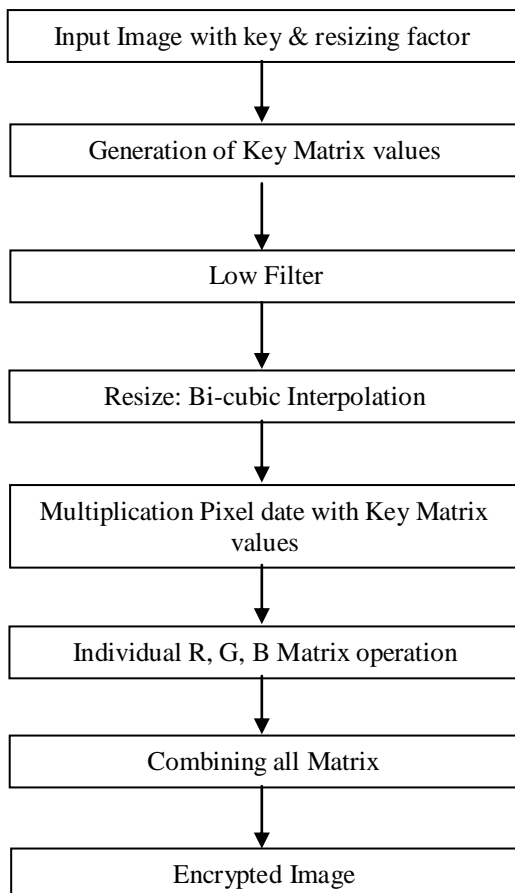 Input Image with key & resizing factor
Generation of Key Matrix values
Low Filter
Resize: Bi-cubic Interpolation
Multiplication Pixel date with Key Matrix
values
Individual R, G, B Matrix operation
Combining all Matrix
Encrypted Image